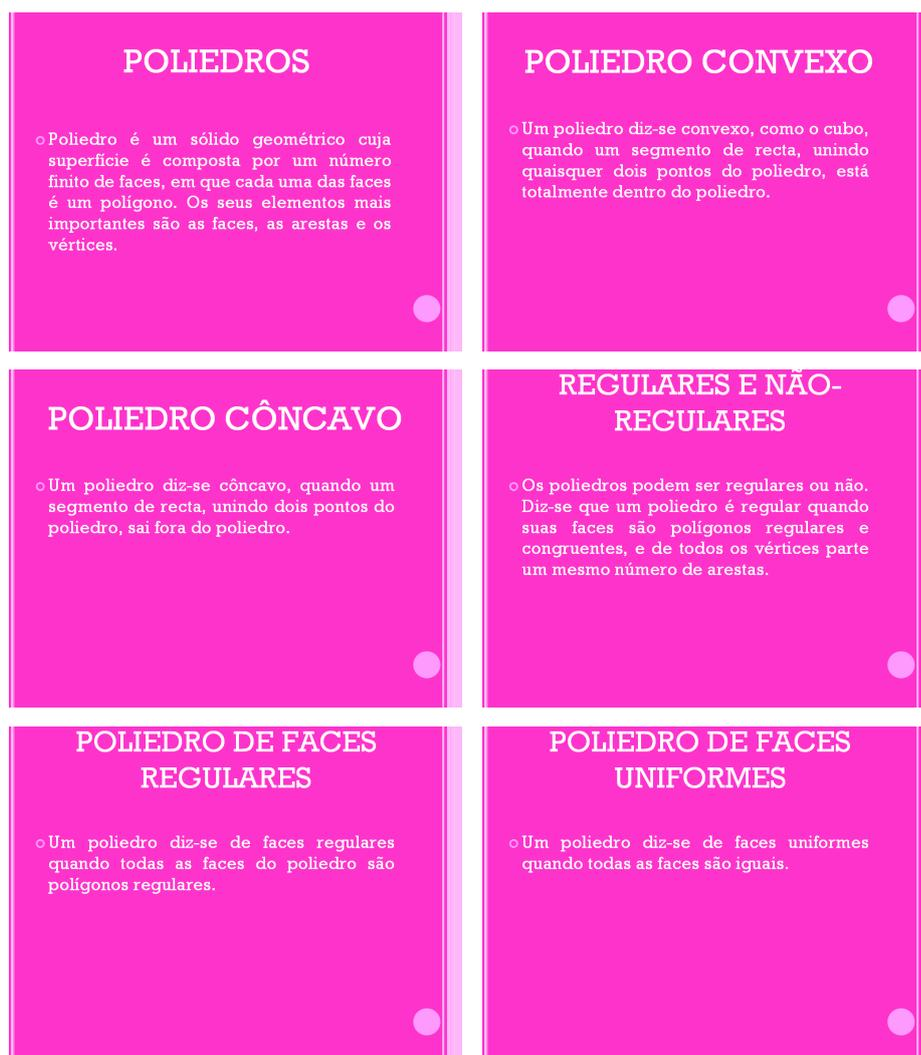 POLIEDROS
Poliedro é um sólido geométrico cuja
superfície é composta por um número
finito de faces, em que cada uma das faces
é um polígono. Os seus elementos mais
importantes são as faces, as arestas e os
vértices.
POLIEDRO CONVEXO
Um poliedro diz-se convexo, como o cubo,
quando um segmento de recta, unindo
quaisquer dois pontos do poliedro, está
totalmente dentro do poliedro.
POLIEDRO CÔNCAVO
Um poliedro diz-se côncavo, quando um
segmento de recta, unindo dois pontos do
poliedro, sai fora do poliedro.
REGULARES E NÃO-
REGULARES
Os poliedros podem ser regulares ou não.
Diz-se que um poliedro é regular quando
suas faces são polígonos regulares e
congruentes, e de todos os vértices parte
um mesmo número de arestas.
POLIEDRO DE FACES
REGULARES
Um poliedro diz-se de faces regulares
quando todas as faces do poliedro são
polígonos regulares.
POLIEDRO DE FACES
UNIFORMES
Um poliedro diz-se de faces uniformes
quando todas as faces são iguais.